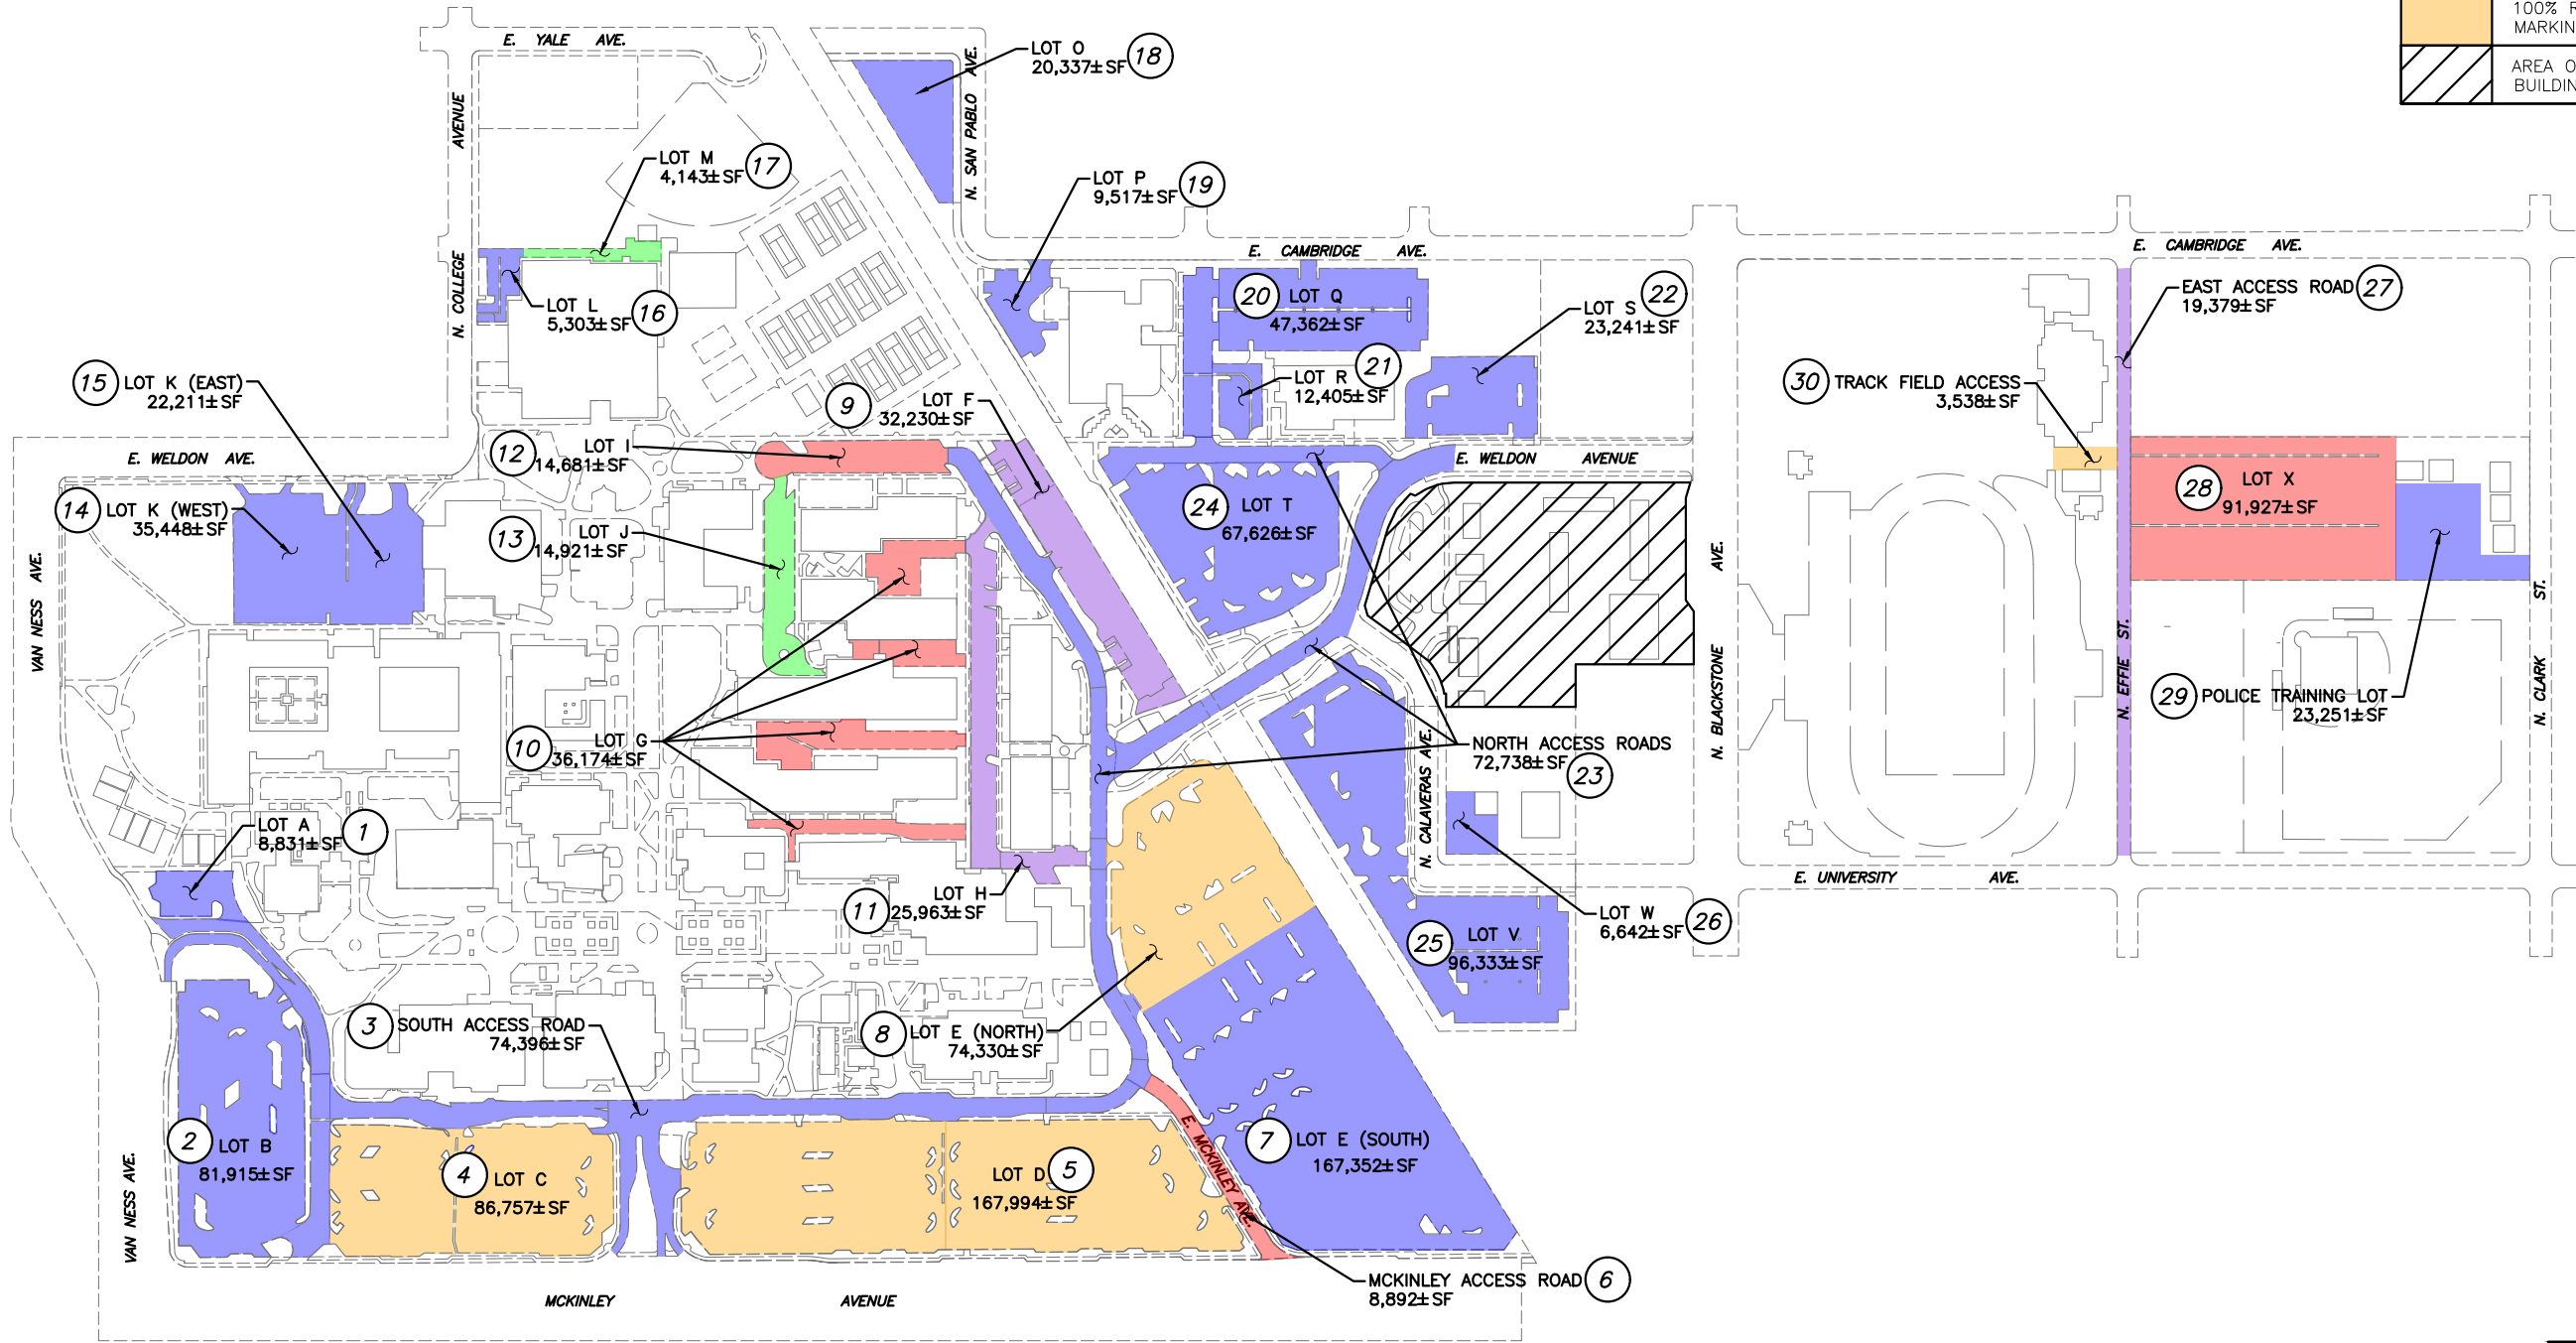 100% R
MARKIN
AREA O
BUILDIN
E. YALE AVE.
N. SAN PABLO AVE.
LOT O
20,337± SF
18
N. COLLEGE AVENUE
LOT M
4,143± SF
17
LOT P
9,517± SF
19
E. CAMBRIDGE AVE.
E. CAMBRIDGE AVE.
LOT L
5,303± SF
16
20
LOT Q
47,362± SF
LOT S
23,241± SF
22
EAST ACCESS ROAD
19,379± SF
27
15
LOT K (EAST)
22,211± SF
LOT R
12,405± SF
21
30
TRACK FIELD ACCESS
3,538± SF
9
LOT F
32,230± SF
E. WELDON AVE.
12
LOT I
14,681± SF
E. WELDON AVENUE
14
LOT K (WEST)
35,448± SF
13
LOT J
14,921± SF
24
LOT T
67,626± SF
28
LOT X
91,927± SF
VAN NESS AVE.
N. BLACKSTONE AVE.
N. EFFIE ST.
N. CLARK ST.
29
POLICE TRAINING LOT
23,251± SF
10
LOT G
36,174± SF
NORTH ACCESS ROADS
72,738± SF
23
N. CALAVERAS AVE.
LOT A
8,831± SF
1
E. UNIVERSITY AVE.
11
LOT H
25,963± SF
LOT W
6,642± SF
26
25
LOT V
96,333± SF
3
SOUTH ACCESS ROAD
74,396± SF
8
LOT E (NORTH)
74,330± SF
2
LOT B
81,915± SF
4
LOT C
86,757± SF
LOT D
167,994± SF
5
E. MCKINLEY AVE.
7
LOT E (SOUTH)
167,352± SF
VAN NESS AVE.
MCKINLEY ACCESS ROAD
8,892± SF
6
MCKINLEY AVENUE